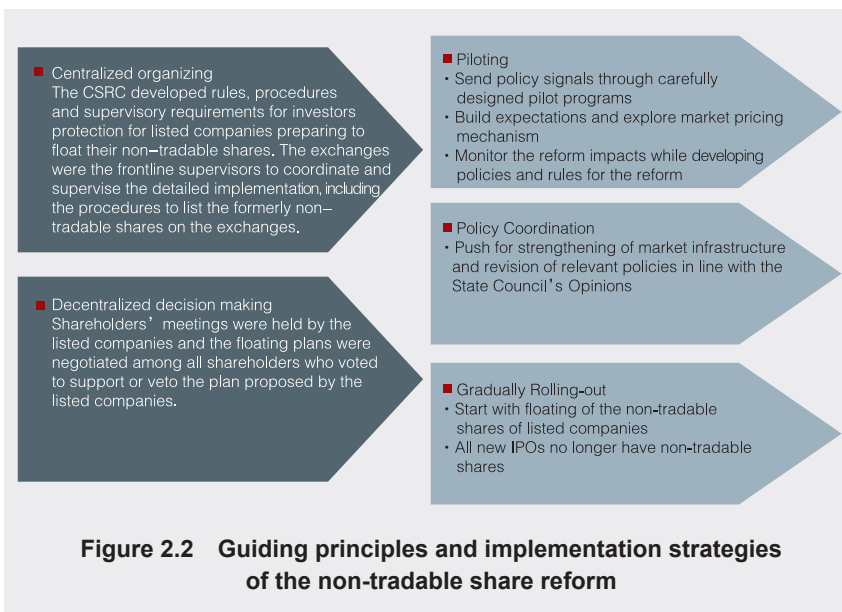 ■ Centralized organizing
The CSRC developed rules, procedures
and supervisory requirements for investors
protection for listed companies preparing to
float their non-tradable shares. The exchanges
were the frontline supervisors to coordinate and
supervise the detailed implementation, including
the procedures to list the formerly non–
tradable shares on the exchanges.
■ Decentralized decision making
Shareholders’ meetings were held by the
listed companies and the floating plans were
negotiated among all shareholders who voted
to support or veto the plan proposed by the
listed companies.
■ Piloting
· Send policy signals through carefully
designed pilot programs
· Build expectations and explore market pricing
mechanism
· Monitor the reform impacts while developing
policies and rules for the reform
■ Policy Coordination
· Push for strengthening of market infrastructure
and revision of relevant policies in line with the
State Council’s Opinions
■ Gradually Rolling-out
· Start with floating of the non-tradable
shares of listed companies
· All new IPOs no longer have non-tradable
shares
Figure 2.2 Guiding principles and implementation strategies
of the non-tradable share reform